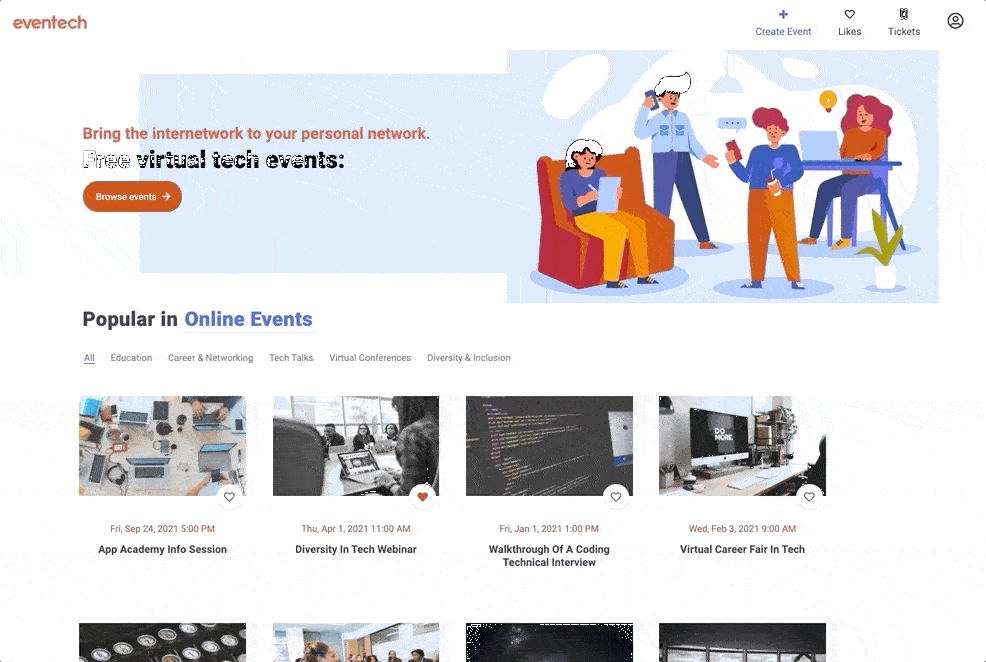 eventech
Create Event
Likes
Tickets
Bring the internetwork to your personal network.
Free virtual tech events:
Browse events →
Popular in Online Events
All Education Career & Networking Tech Talks Virtual Conferences Diversity & Inclusion
DO
MORE.
Fri, Sep 24, 2021 5:00 PM
App Academy Info Session
Thu, Apr 1, 2021 11:00 AM
Diversity In Tech Webinar
Fri, Jan 1, 2021 1:00 PM
Walkthrough Of A Coding
Technical Interview
Wed, Feb 3, 2021 9:00 AM
Virtual Career Fair In Tech